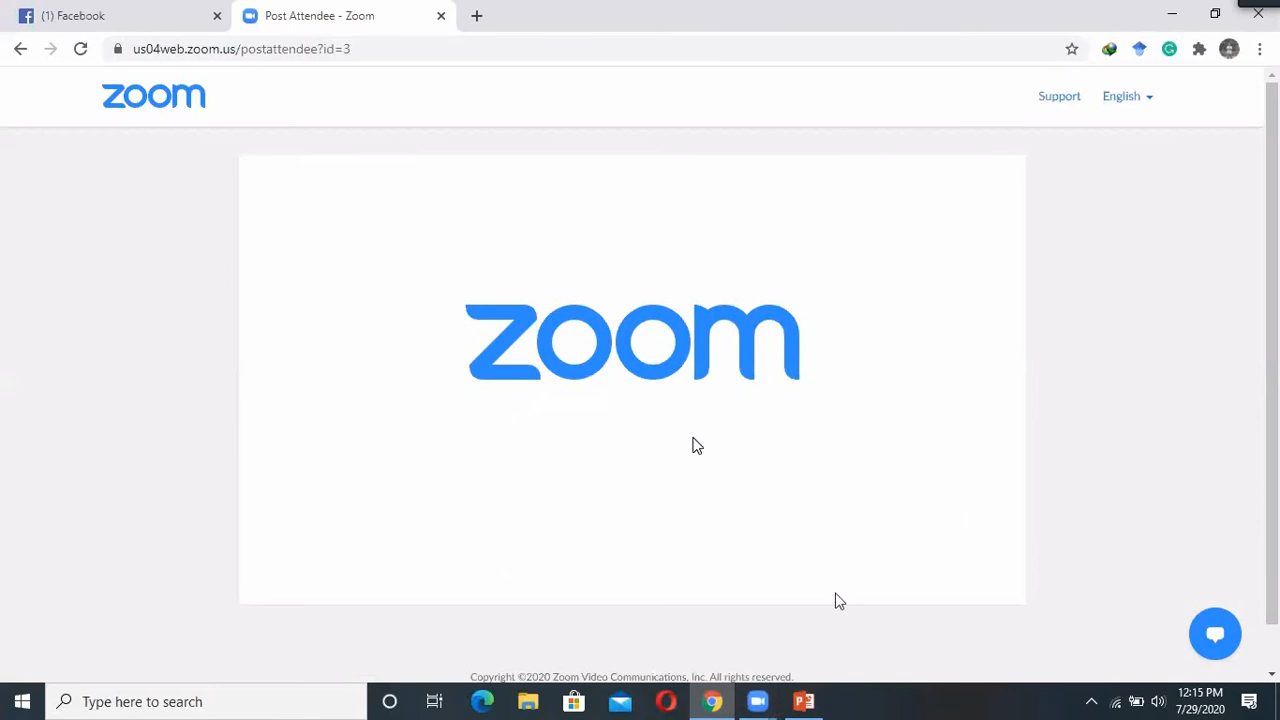 (1) Facebook
Post Attendee - Zoom
us04web.zoom.us/postattendee?id=3
zoom
Support
English
zoom
Copyright ©2020 Zoom Video Communications, Inc. All rights reserved.
Type here to search
12:15 PM
7/29/2020